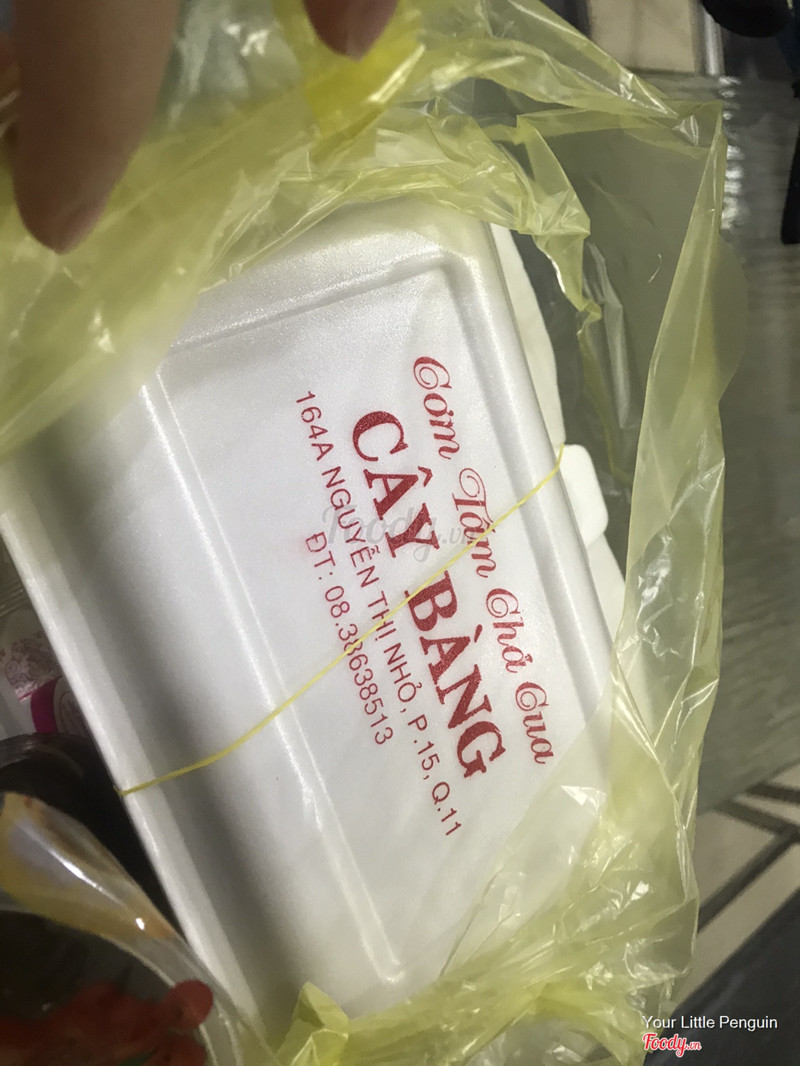 Cơm Tấm Chả Cua
CÂY BÀNG
164A NGUYỄN THỊ NHỎ, P.15, Q.11
ĐT: 08.38638513
Foody.vn
Your Little Penguin
Foody.vn